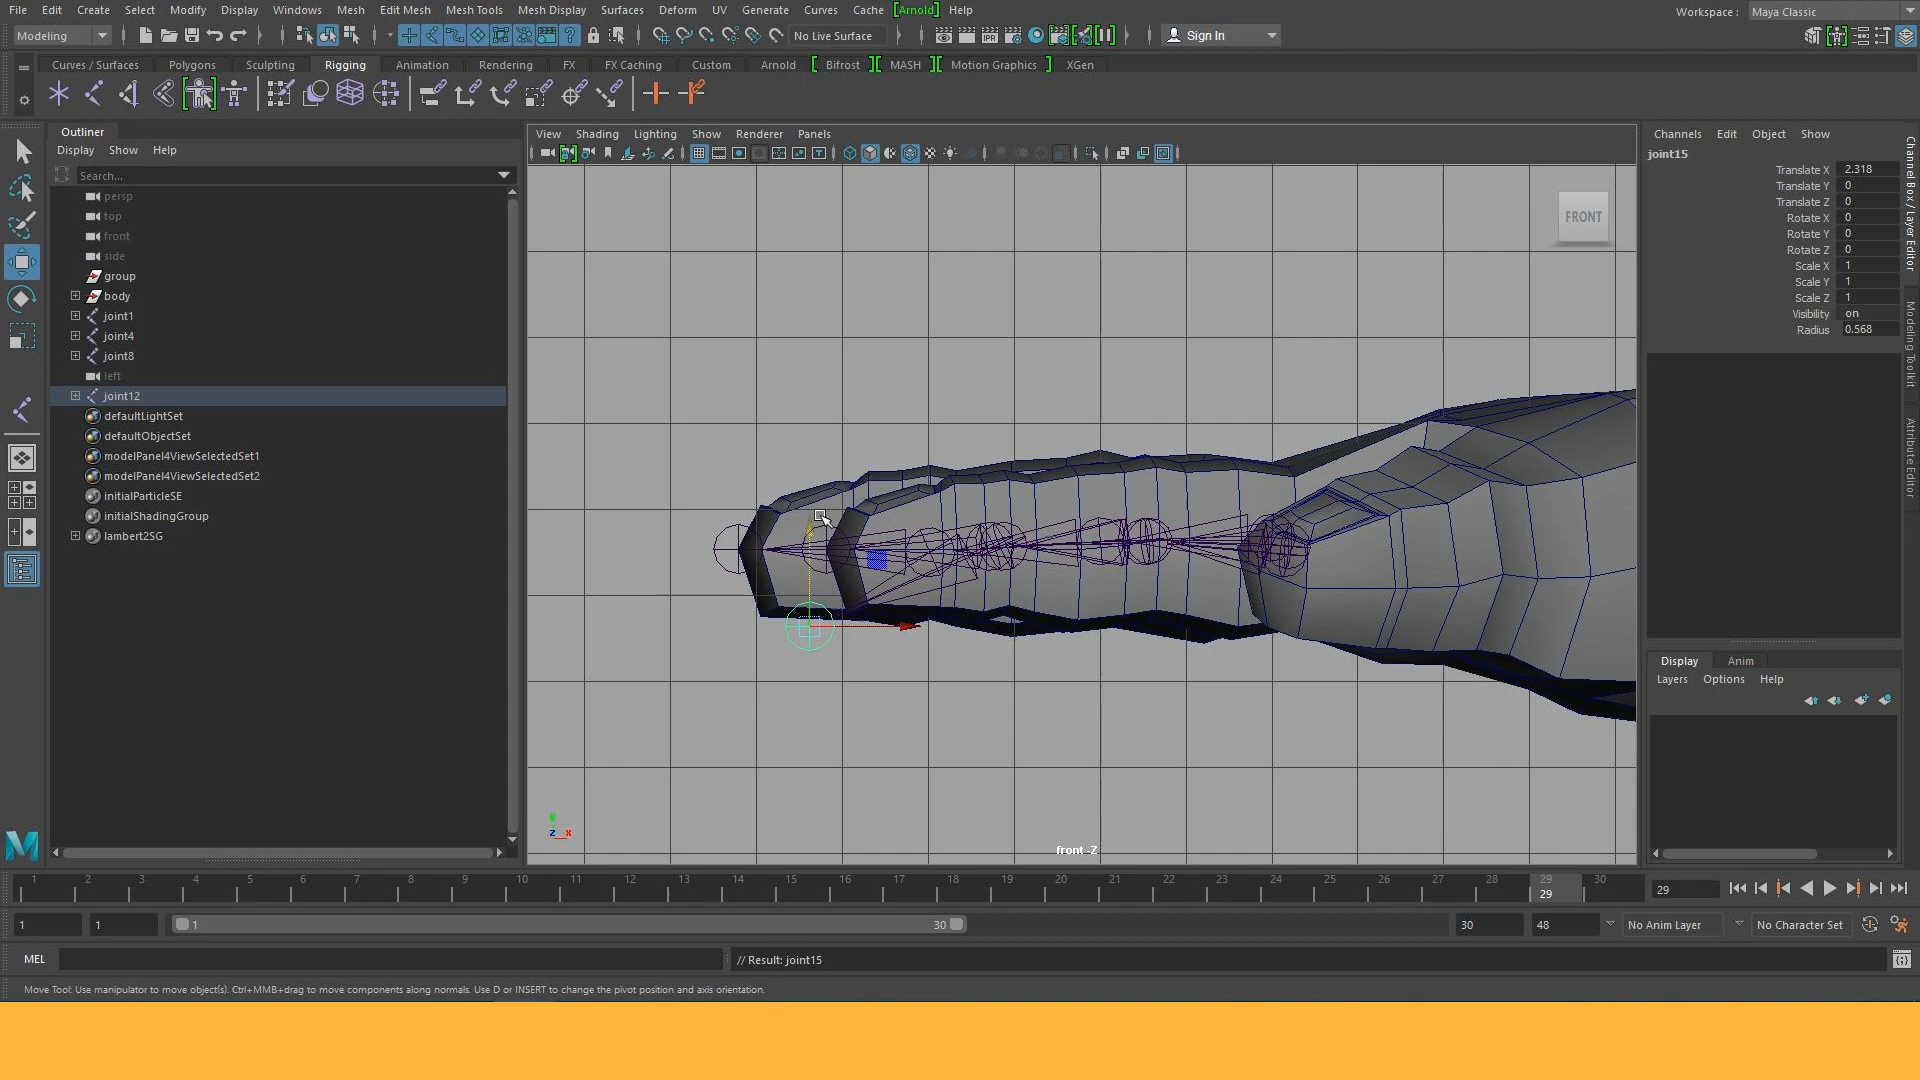 File Edit Create Select Modify Display Windows Mesh Edit Mesh Mesh Tools Mesh Display Surfaces Deform UV Generate Curves Cache [Arnold] Help
Workspace : Maya Classic
Modeling
No Live Surface
Sign In
Curves / Surfaces Polygons Sculpting Rigging Animation Rendering FX FX Caching Custom Arnold Bifrost MASH Motion Graphics XGen
IPR
Outliner
Display Show Help
Search...
persp
top
front
side
group
body
joint1
joint4
joint8
left
joint12
defaultLightSet
defaultObjectSet
modelPanel4ViewSelectedSet1
modelPanel4ViewSelectedSet2
initialParticleSE
initialShadingGroup
lambert2SG
View Shading Lighting Show Renderer Panels
FRONT
y
z x
front -Z
Channels Edit Object Show
joint15
Translate X 2.318
Translate Y 0
Translate Z 0
Rotate X 0
Rotate Y 0
Rotate Z 0
Scale X 1
Scale Y 1
Scale Z 1
Visibility on
Radius 0.568
Channel Box / Layer Editor
Modeling Toolkit
Attribute Editor
Display Anim
Layers Options Help
1 2 3 4 5 6 7 8 9 10 11 12 13 14 15 16 17 18 19 20 21 22 23 24 25 26 27 28 29 30
29
29
1 1 1 30 30 48 No Anim Layer No Character Set
MEL
// Result: joint15
Move Tool: Use manipulator to move object(s). Ctrl+MMB+drag to move components along normals. Use D or INSERT to change the pivot position and axis orientation.